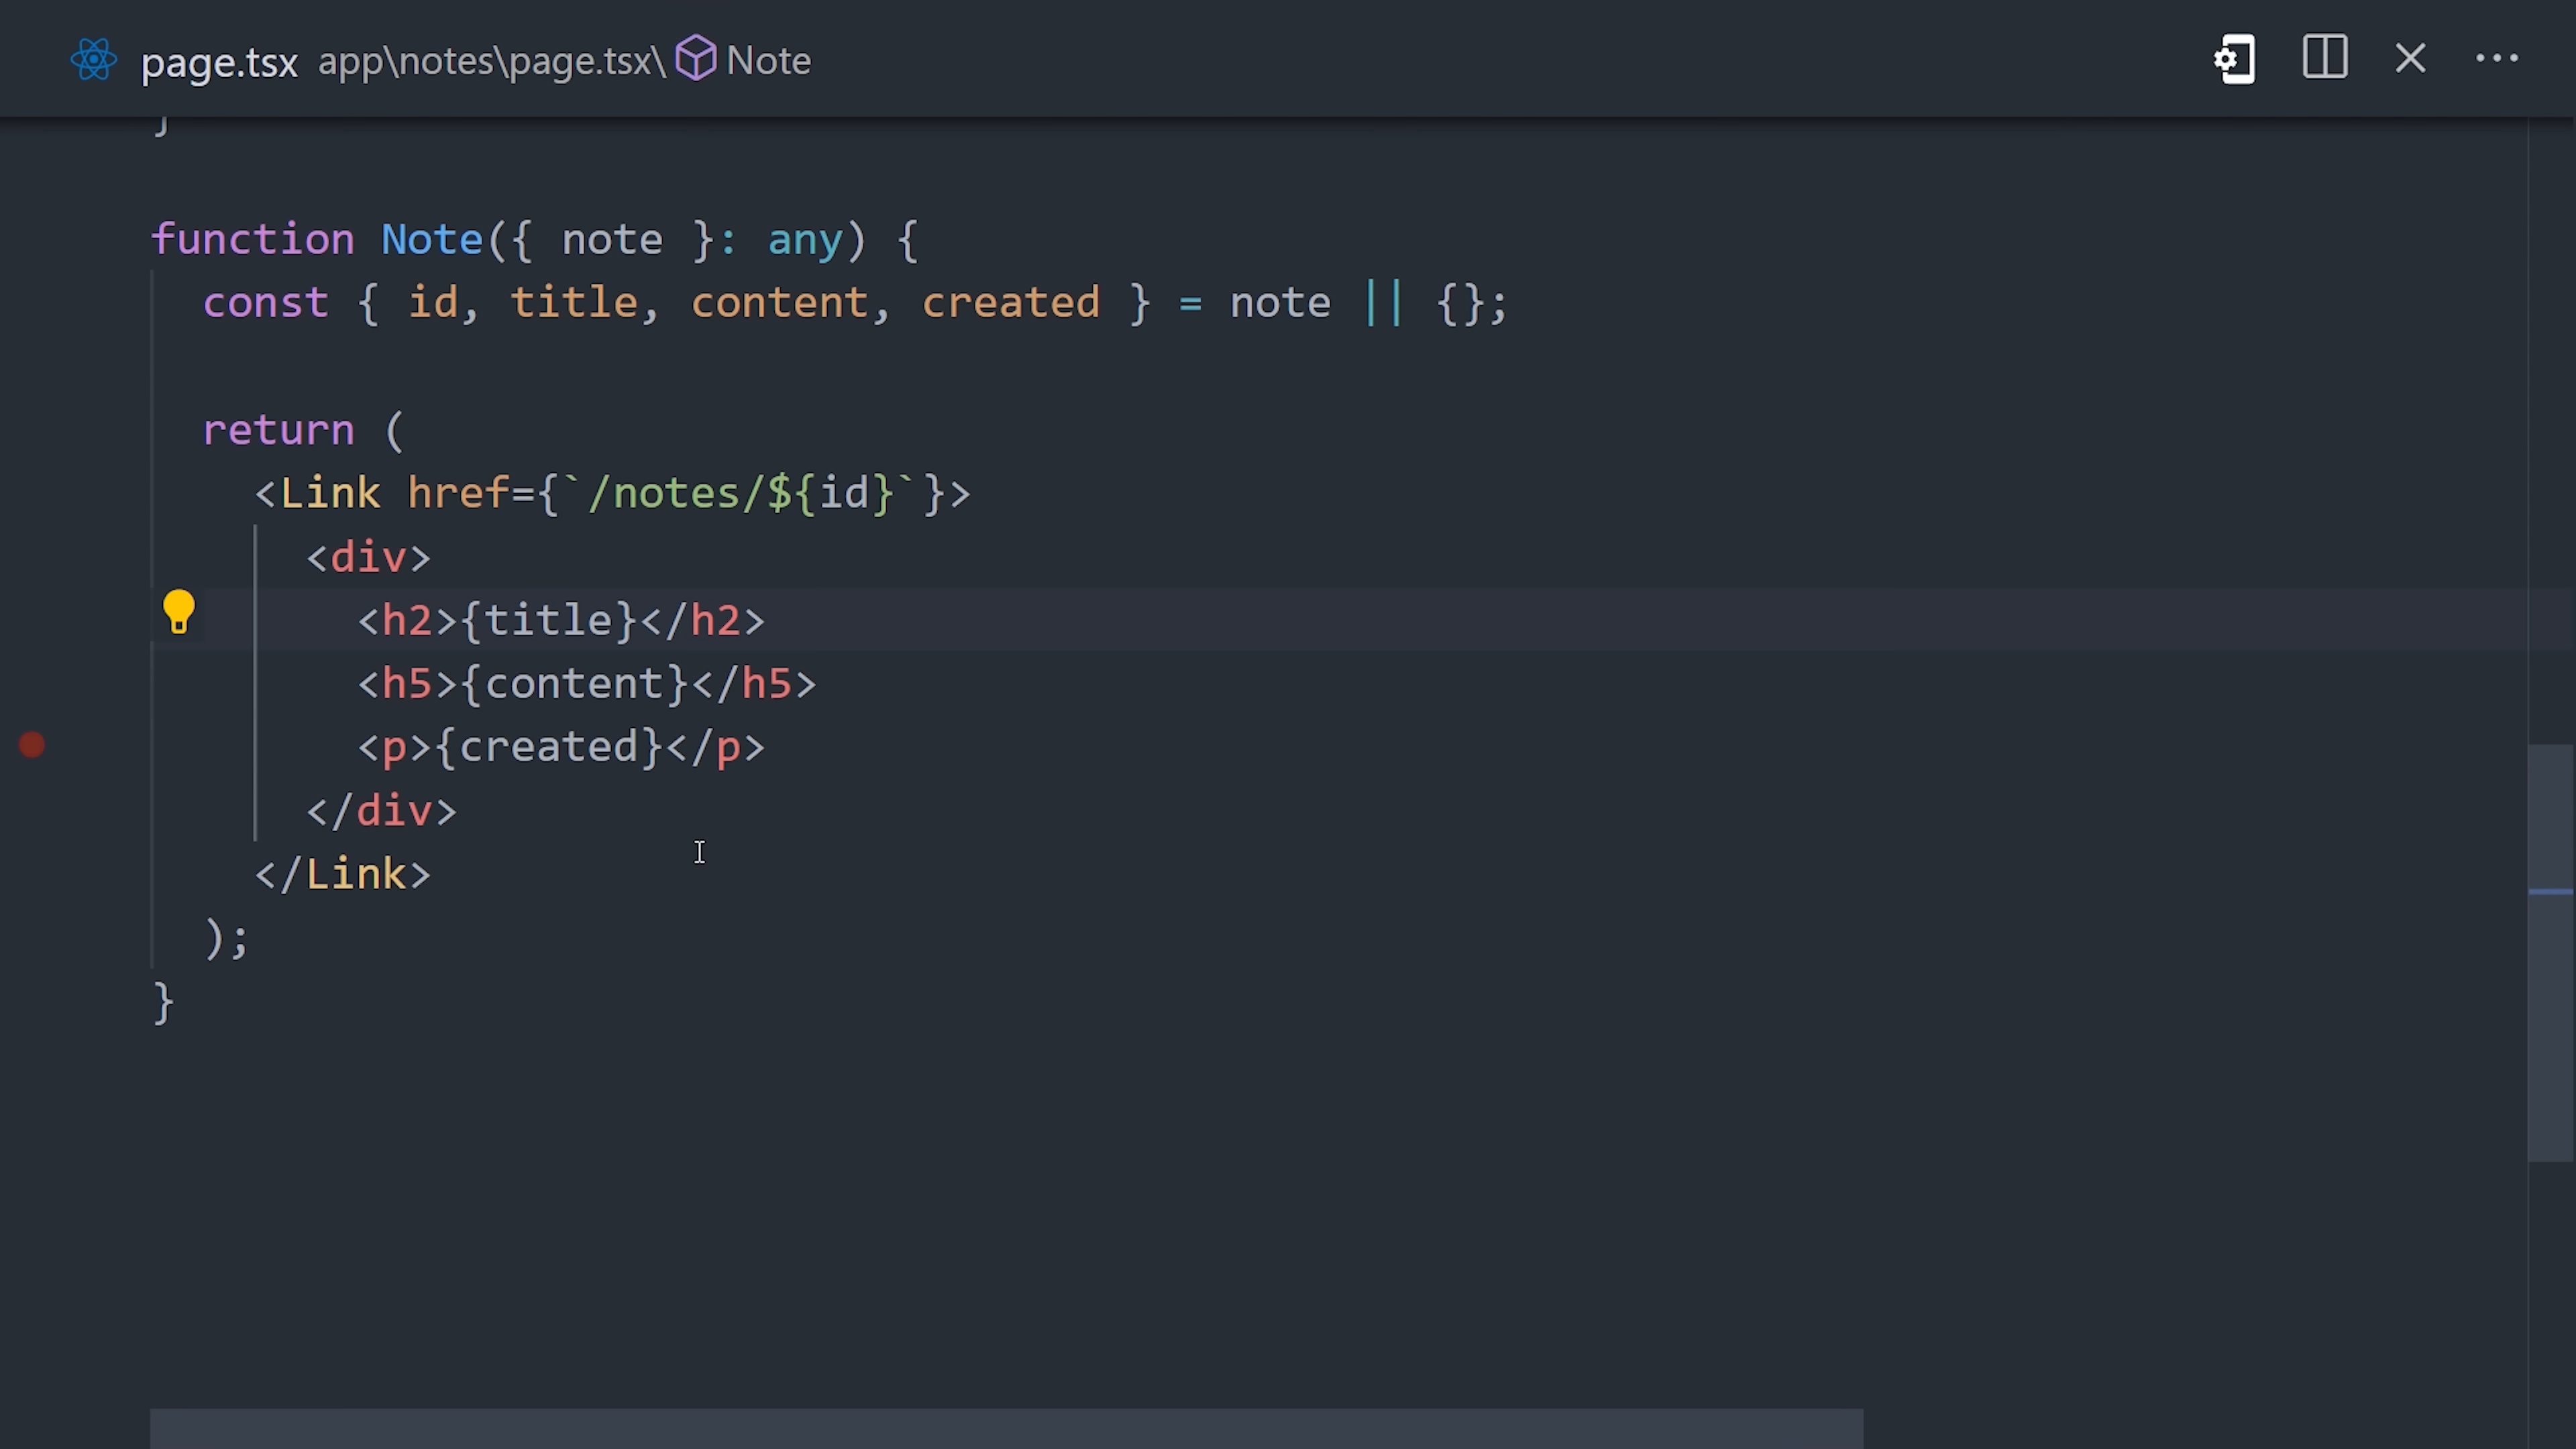 page.tsx app\notes\page.tsx\ Note
}
function Note({ note }: any) {
const { id, title, content, created } = note || {};
return (
<Link href={`/notes/${id}`}>
<div>
<h2>{title}</h2>
<h5>{content}</h5>
<p>{created}</p>
</div>
</Link>
);
}